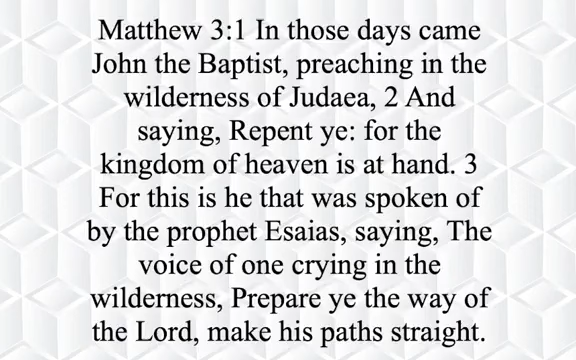 Matthew 3:1 In those days came
John the Baptist, preaching in the
wilderness of Judaea, 2 And
saying, Repent ye: for the
kingdom of heaven is at hand. 3
For this is he that was spoken of
by the prophet Esaias, saying, The
voice of one crying in the
wilderness, Prepare ye the way of
the Lord, make his paths straight.